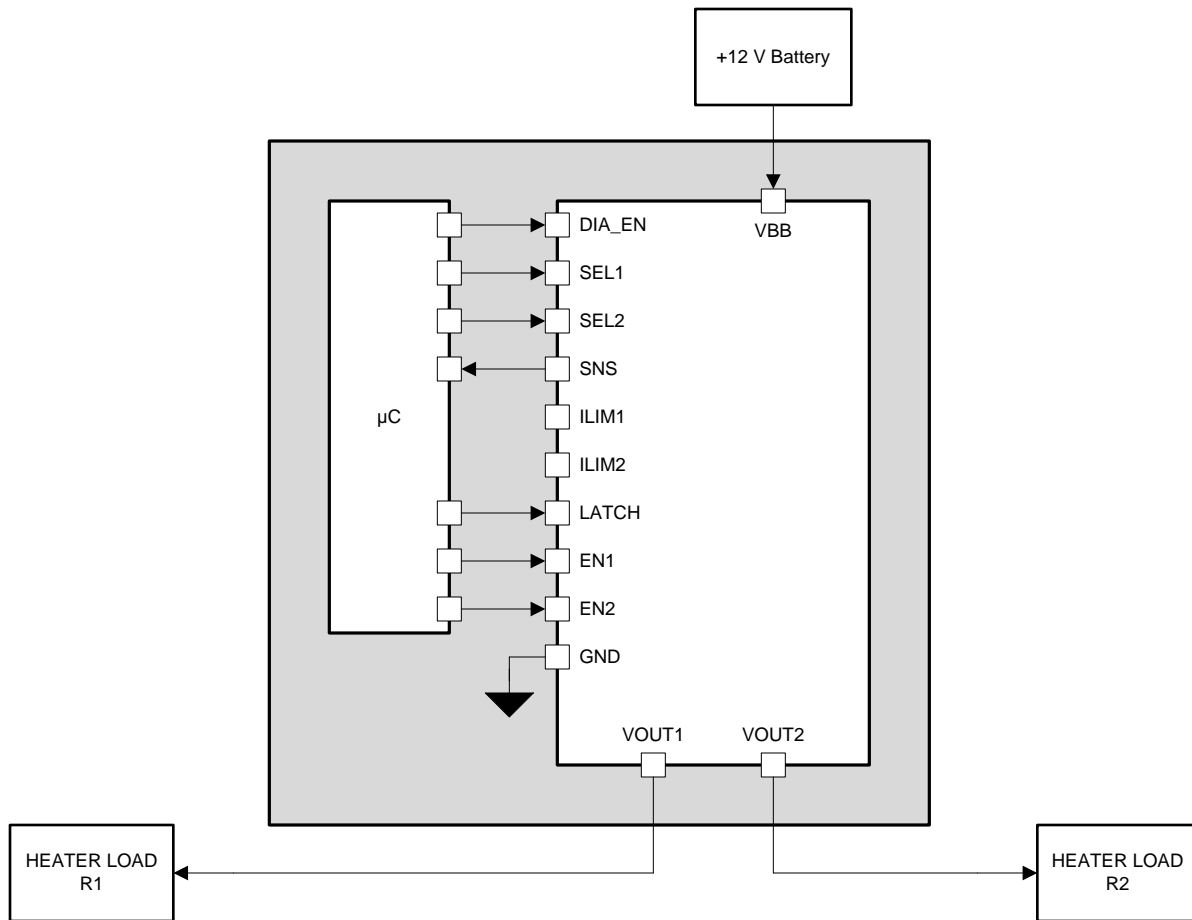 +12 V Battery
VBB
DIA_EN
SEL1
SEL2
SNS
ILIM1
ILIM2
LATCH
EN1
EN2
GND
µC
VOUT1
VOUT2
HEATER LOAD
R1
HEATER LOAD
R2